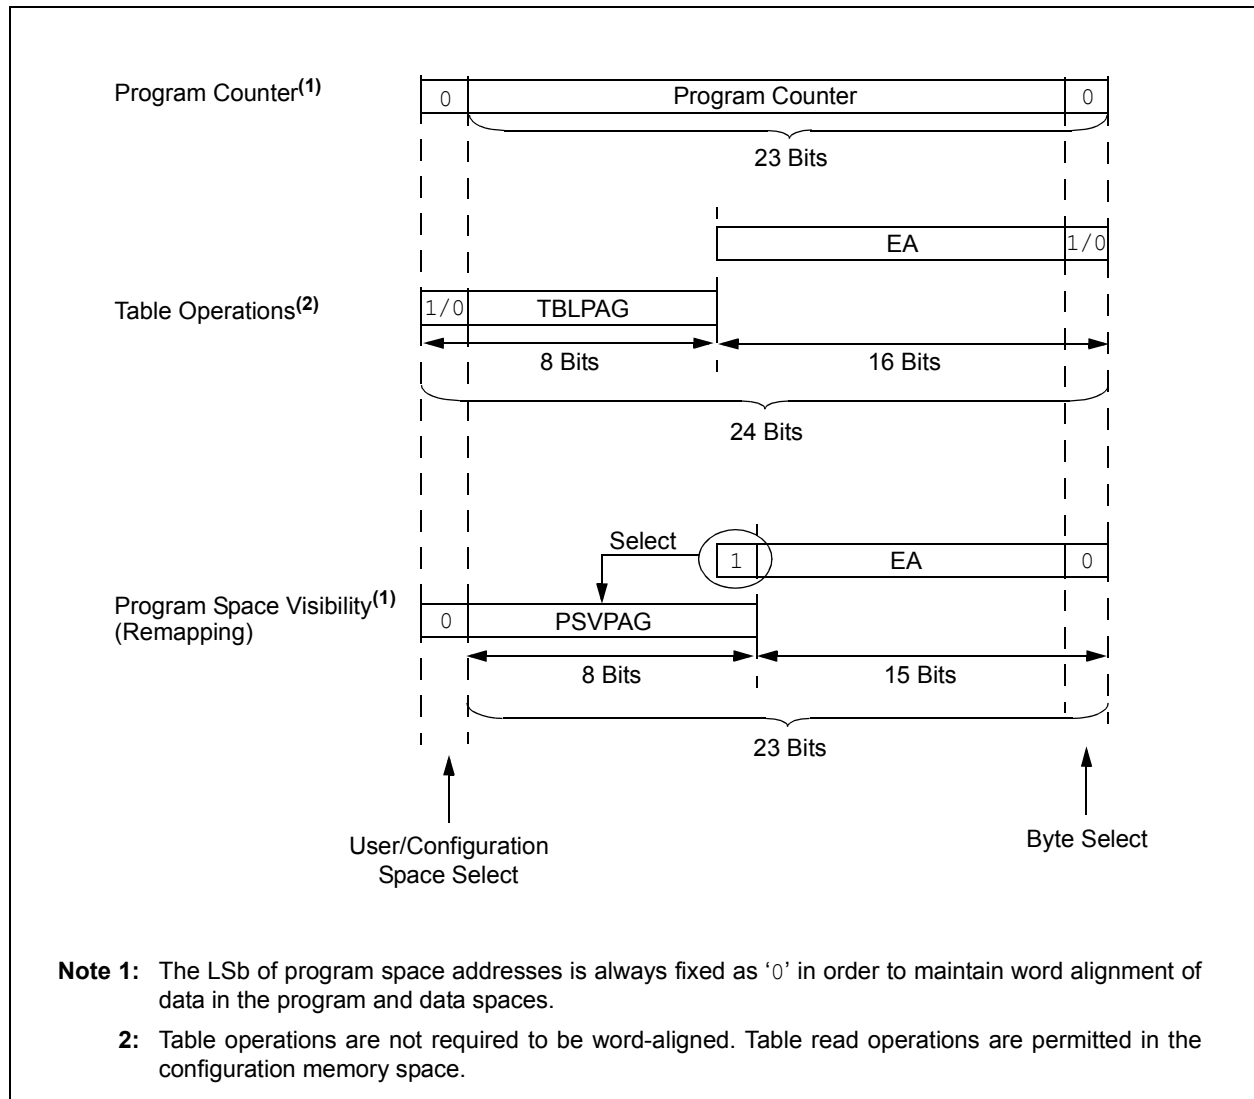 Program Counter(1)
0
Program Counter
0
23 Bits
EA
1/0
Table Operations(2)
1/0
TBLPAG
8 Bits
16 Bits
24 Bits
Select
1
EA
0
Program Space Visibility(1)
(Remapping)
0
PSVPAG
8 Bits
15 Bits
23 Bits
User/Configuration
Space Select
Byte Select
Note 1: The LSb of program space addresses is always fixed as ‘0’ in order to maintain word alignment of
data in the program and data spaces.
2: Table operations are not required to be word-aligned. Table read operations are permitted in the
configuration memory space.